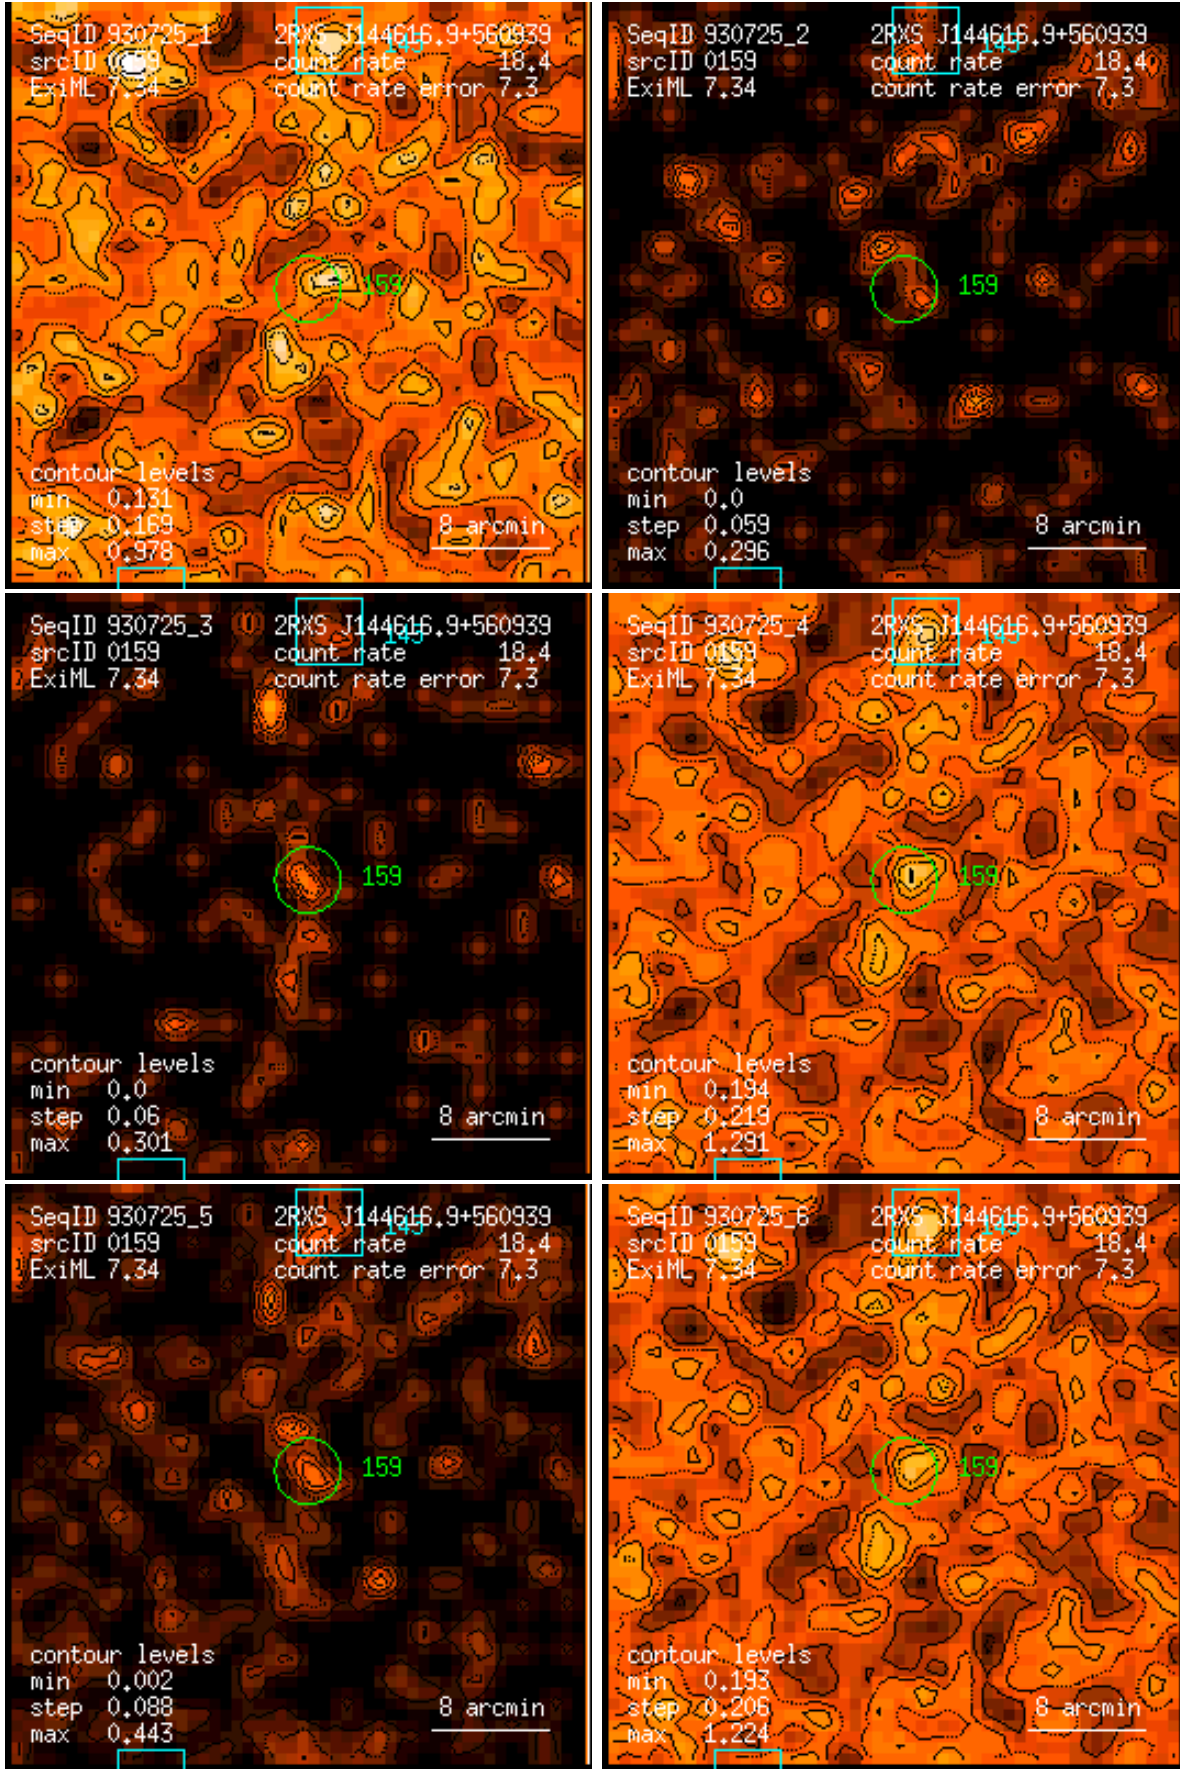 SeqID 930725_1 2RXS J144616.9+560939
srcID 0159 count rate 18.4
ExiML 7.34 count rate error 7.3
145
159
contour levels
min 0.131
step 0.169
max 0.978
8 arcmin
SeqID 930725_2 2RXS J144616.9+560939
srcID 0159 count rate 18.4
ExiML 7.34 count rate error 7.3
145
159
contour levels
min 0.0
step 0.059
max 0.296
8 arcmin
SeqID 930725_3 2RXS J144616.9+560939
srcID 0159 count rate 18.4
ExiML 7.34 count rate error 7.3
145
159
contour levels
min 0.0
step 0.06
max 0.301
8 arcmin
SeqID 930725_4 2RXS J144616.9+560939
srcID 0159 count rate 18.4
ExiML 7.34 count rate error 7.3
145
159
contour levels
min 0.194
step 0.219
max 1.291
8 arcmin
SeqID 930725_5 2RXS J144616.9+560939
srcID 0159 count rate 18.4
ExiML 7.34 count rate error 7.3
145
159
contour levels
min 0.002
step 0.088
max 0.443
8 arcmin
SeqID 930725_6 2RXS J144616.9+560939
srcID 0159 count rate 18.4
ExiML 7.34 count rate error 7.3
145
159
contour levels
min 0.193
step 0.206
max 1.224
8 arcmin